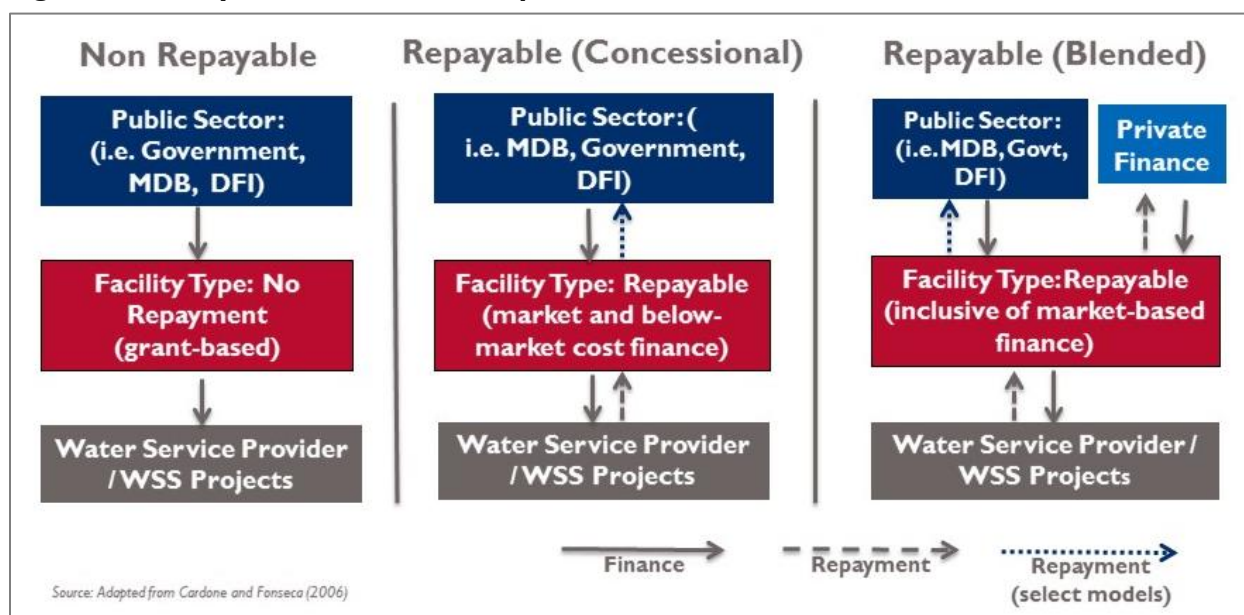 Non Repayable
Public Sector:
(i.e. Government,
MDB, DFI)
Facility Type: No
Repayment
(grant-based)
Water Service Provider
/ WSS Projects
Repayable (Concessional)
Public Sector: (
i.e. MDB, Government,
DFI)
Facility Type: Repayable
(market and below-
market cost finance)
Water Service Provider
/ WSS Projects
Repayable (Blended)
Public Sector:
(i.e. MDB, Govt,
DFI)
Private
Finance
Facility Type: Repayable
(inclusive of market-based
finance)
Water Service Provider /
WSS Projects
Finance
Repayment
Repayment
(select models)
Source: Adapted from Cardone and Fonseca (2006)